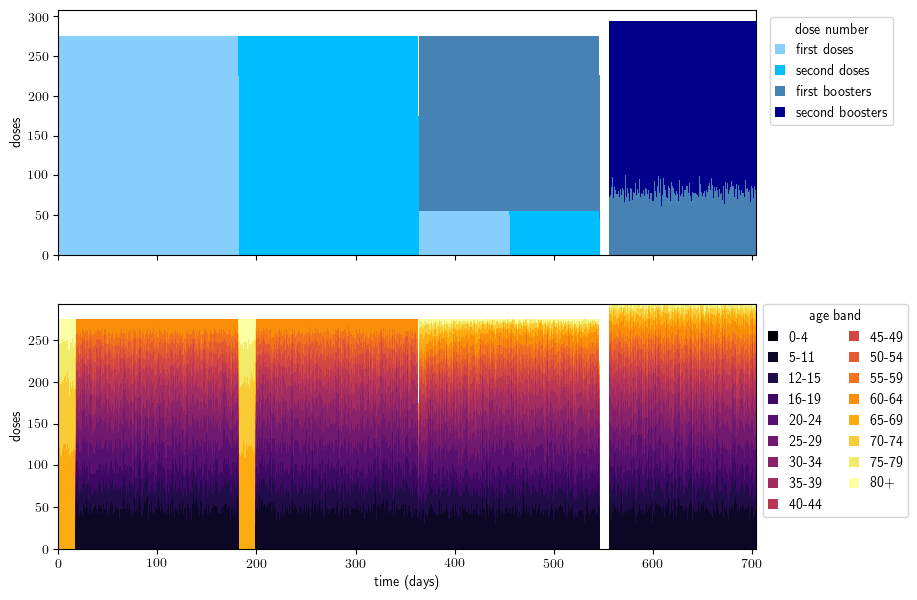 300
250
200
150
100
50
0
doses
dose number
first doses
second doses
first boosters
second boosters
250
200
150
100
50
0
doses
0 100 200 300 400 500 600 700
time (days)
age band
0-4 45-49
5-11 50-54
12-15 55-59
16-19 60-64
20-24 65-69
25-29 70-74
30-34 75-79
35-39 80+
40-44